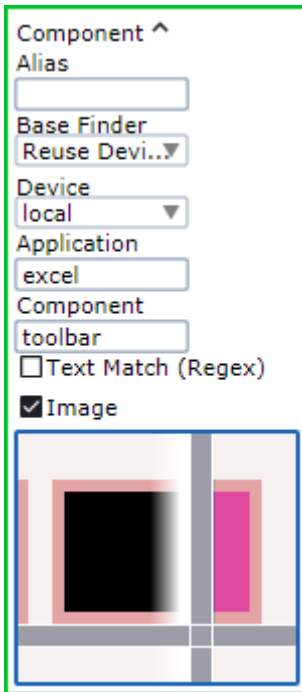 Component ^
Alias
Base Finder
Reuse Devi...
Device
local
Application
excel
Component
toolbar
Text Match (Regex)
Image